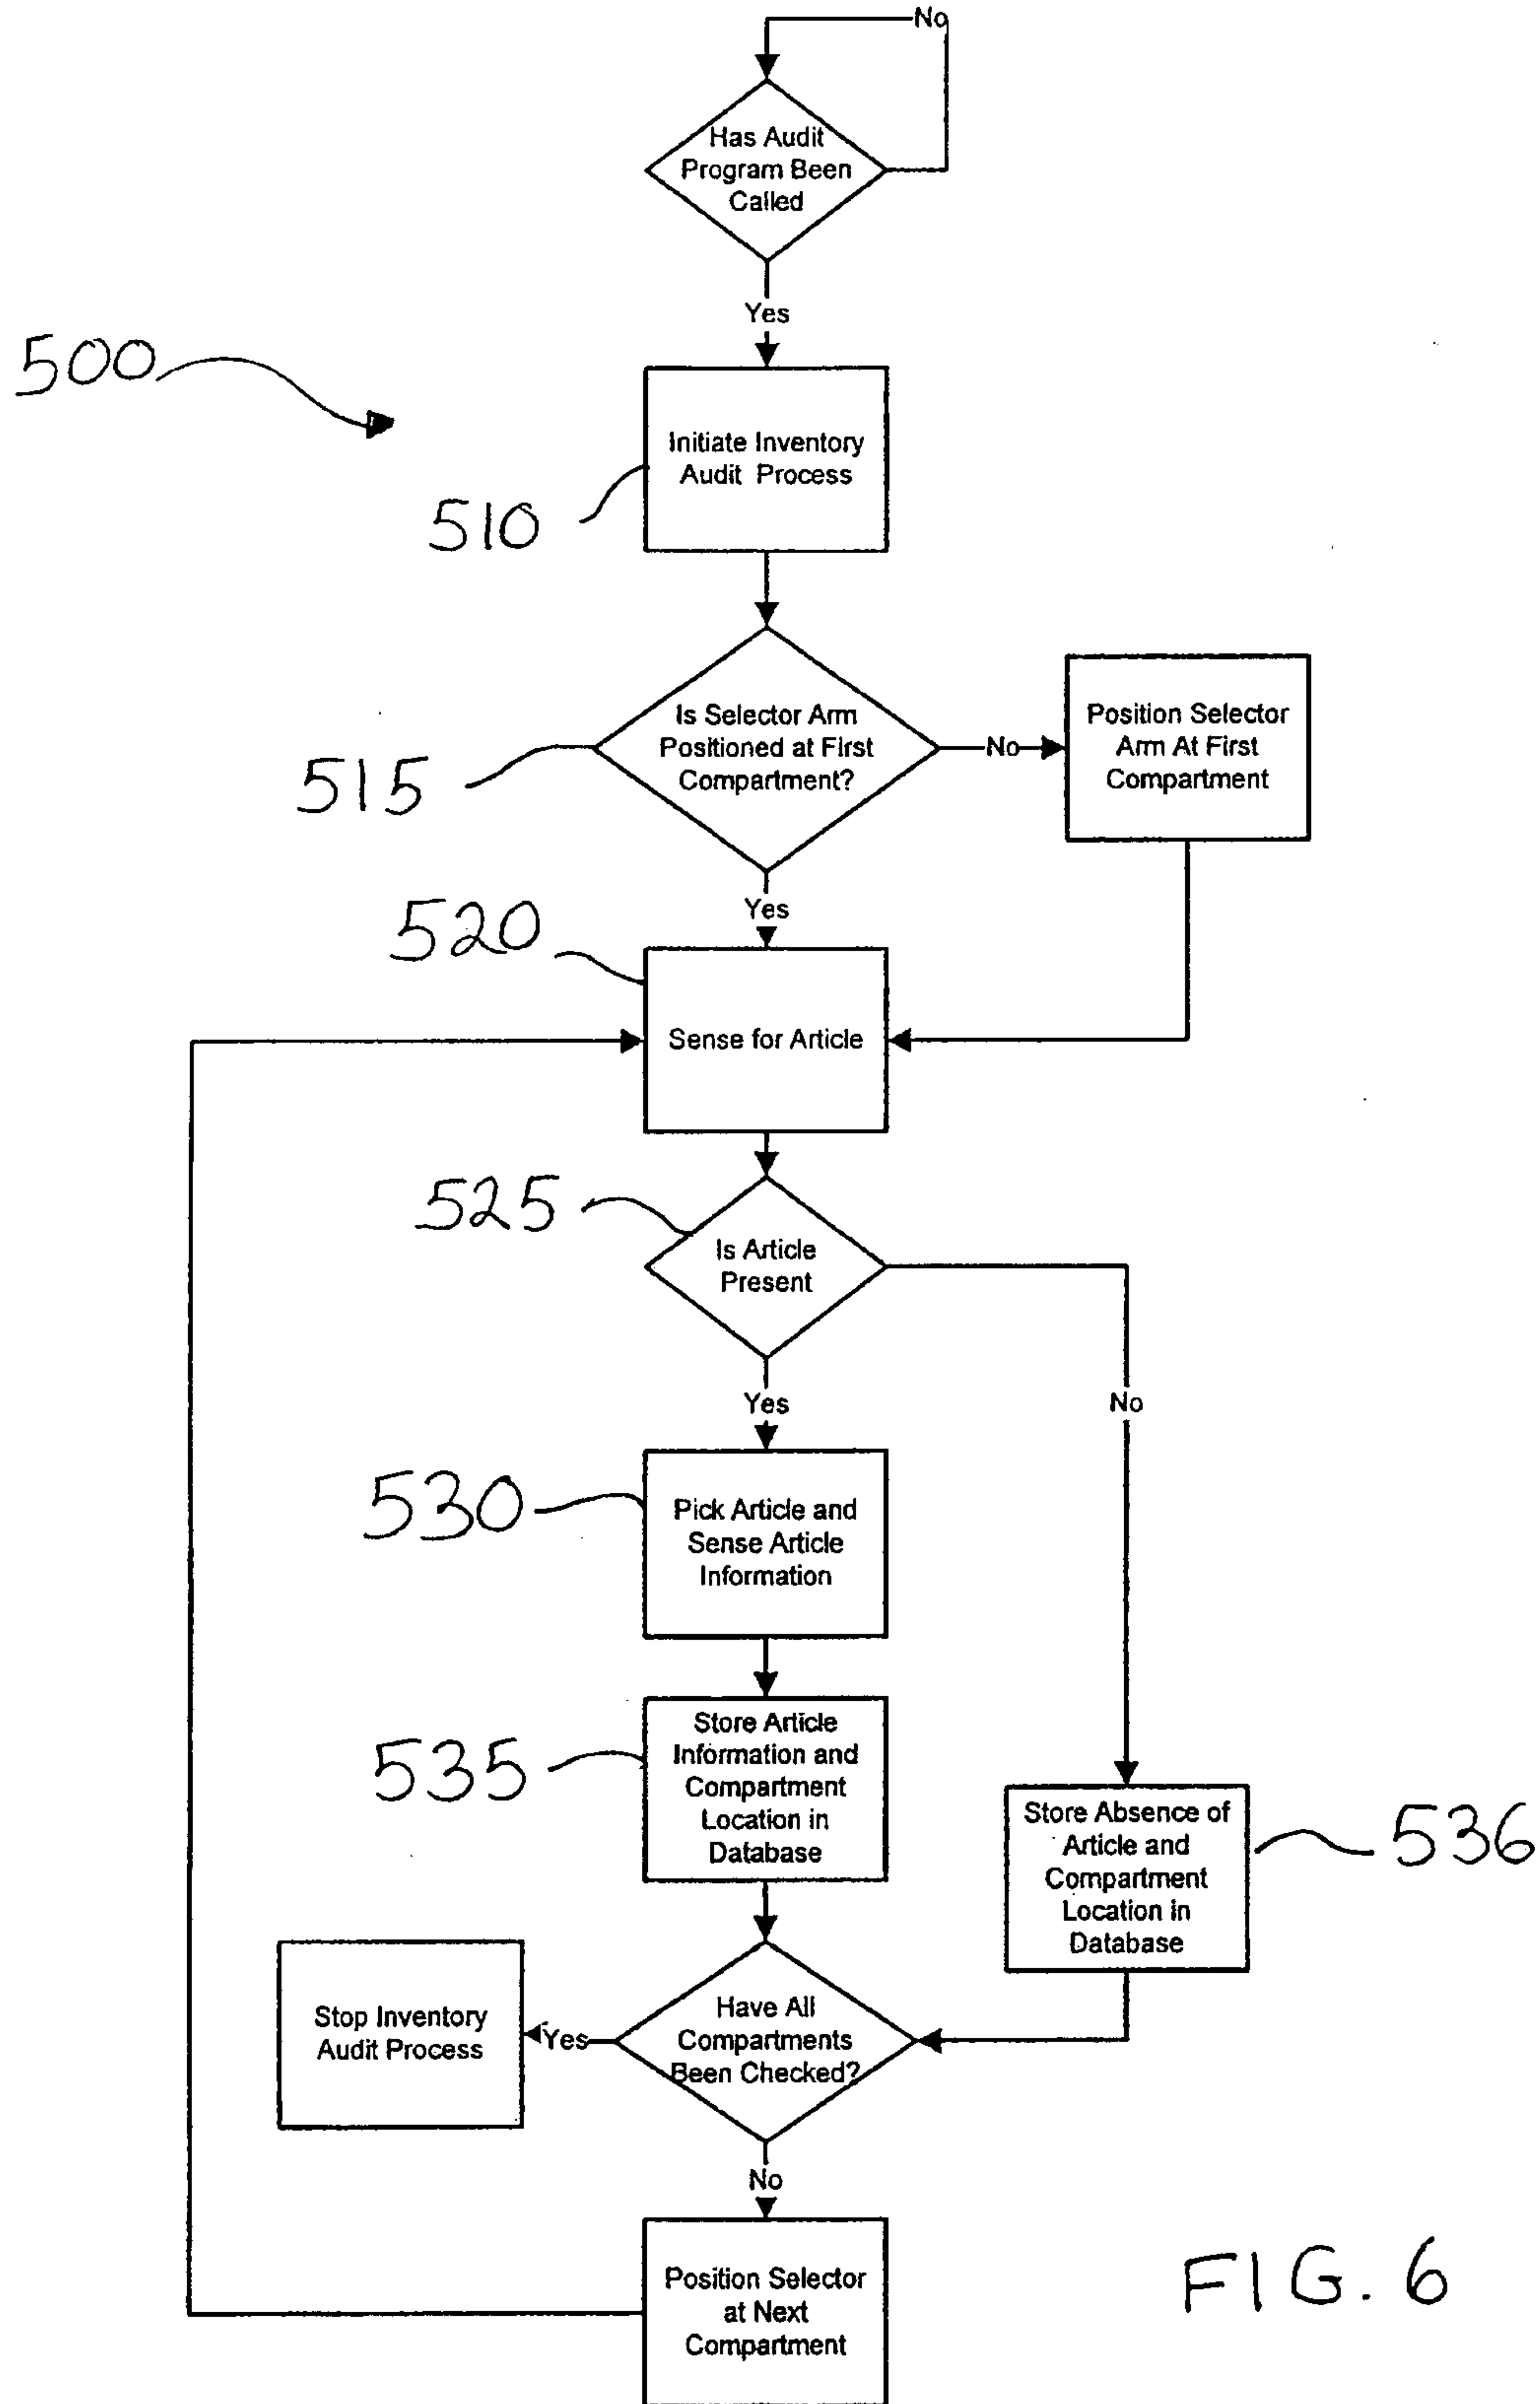 No
Has Audit
Program Been
Called
Yes
500
Initiate Inventory
Audit Process
510
Is Selector Arm
Positioned at First
Compartment?
No
Position Selector
Arm At First
Compartment
515
Yes
520
Sense for Article
525
Is Article
Present
Yes
No
530
Pick Article and
Sense Article
Information
535
Store Article
Information and
Compartment
Location in
Database
Store Absence of
Article and
Compartment
Location in
Database
536
Stop Inventory
Audit Process
Yes
Have All
Compartments
Been Checked?
No
Position Selector
at Next
Compartment
FIG. 6